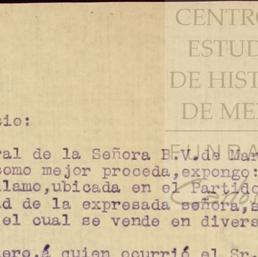 CENTRO
ESTUD
DE HIST
DE ME
FUNDA
cio:
ral de la Señora B.V.de Mar
como mejor proceda,expongo:
lamo,ubicada en el Partido
ad de la expresada señora,s
el cual se vende en divers
ero,á quien ocurrió el Sr.